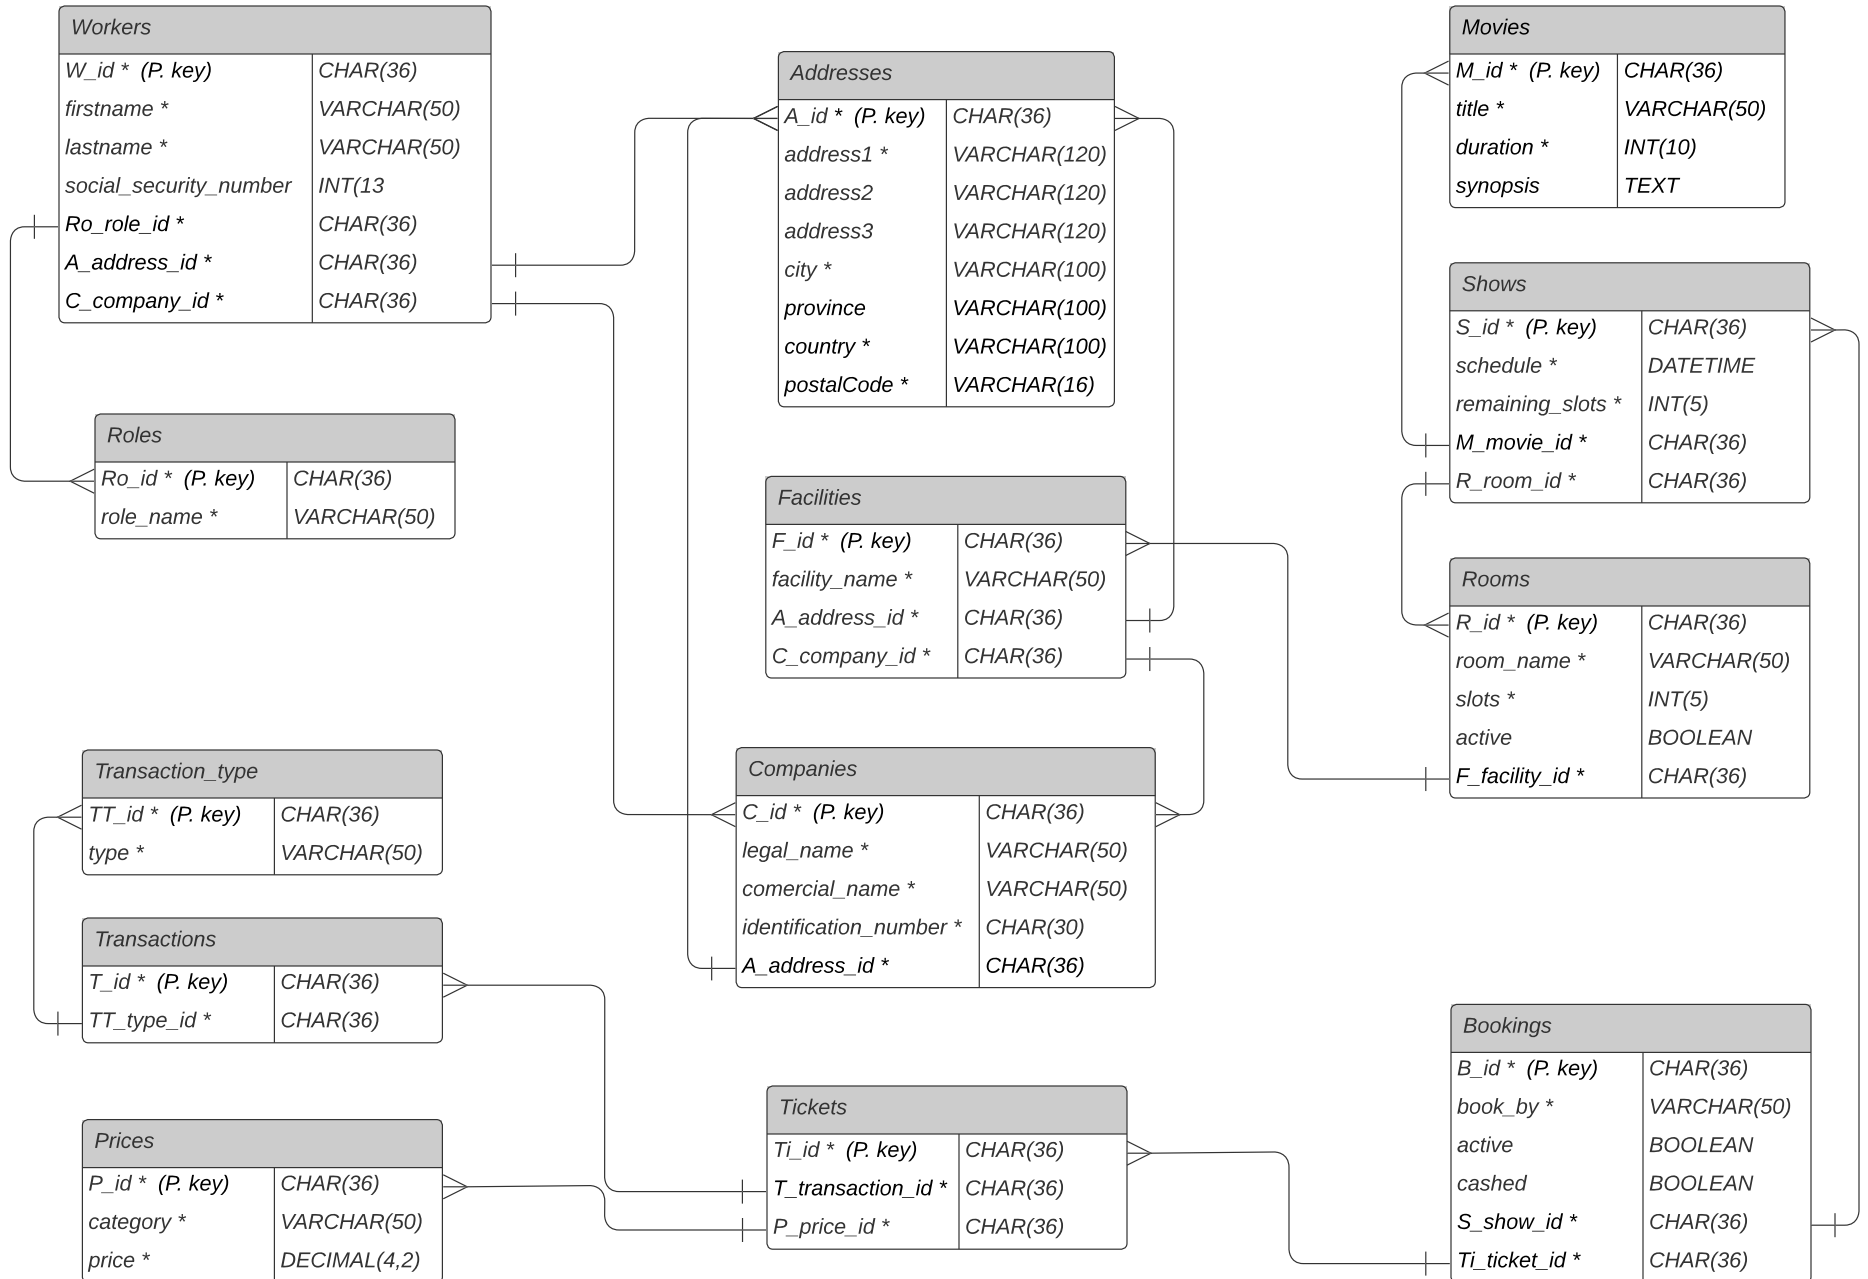 Workers
W_id * (P. key) CHAR(36)
firstname * VARCHAR(50)
lastname * VARCHAR(50)
social_security_number INT(13
Ro_role_id * CHAR(36)
A_address_id * CHAR(36)
C_company_id * CHAR(36)
Roles
Ro_id * (P. key) CHAR(36)
role_name * VARCHAR(50)
Transaction_type
TT_id * (P. key) CHAR(36)
type * VARCHAR(50)
Transactions
T_id * (P. key) CHAR(36)
TT_type_id * CHAR(36)
Prices
P_id * (P. key) CHAR(36)
category * VARCHAR(50)
price * DECIMAL(4,2)
Addresses
A_id * (P. key) CHAR(36)
address1 * VARCHAR(120)
address2 VARCHAR(120)
address3 VARCHAR(120)
city * VARCHAR(100)
province VARCHAR(100)
country * VARCHAR(100)
postalCode * VARCHAR(16)
Facilities
F_id * (P. key) CHAR(36)
facility_name * VARCHAR(50)
A_address_id * CHAR(36)
C_company_id * CHAR(36)
Companies
C_id * (P. key) CHAR(36)
legal_name * VARCHAR(50)
comercial_name * VARCHAR(50)
identification_number * CHAR(30)
A_address_id * CHAR(36)
Tickets
Ti_id * (P. key) CHAR(36)
T_transaction_id * CHAR(36)
P_price_id * CHAR(36)
Movies
M_id * (P. key) CHAR(36)
title * VARCHAR(50)
duration * INT(10)
synopsis TEXT
Shows
S_id * (P. key) CHAR(36)
schedule * DATETIME
remaining_slots * INT(5)
M_movie_id * CHAR(36)
R_room_id * CHAR(36)
Rooms
R_id * (P. key) CHAR(36)
room_name * VARCHAR(50)
slots * INT(5)
active BOOLEAN
F_facility_id * CHAR(36)
Bookings
B_id * (P. key) CHAR(36)
book_by * VARCHAR(50)
active BOOLEAN
cashed BOOLEAN
S_show_id * CHAR(36)
Ti_ticket_id * CHAR(36)